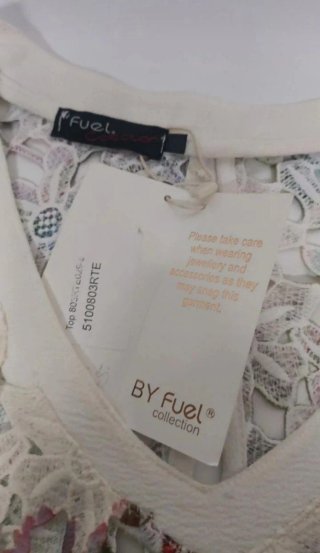 Fuel.
Please take care
when wearing
jewellery and
accessories as they
may snag this
garment.
Top
5100803RTE
BY Fuel®
collection